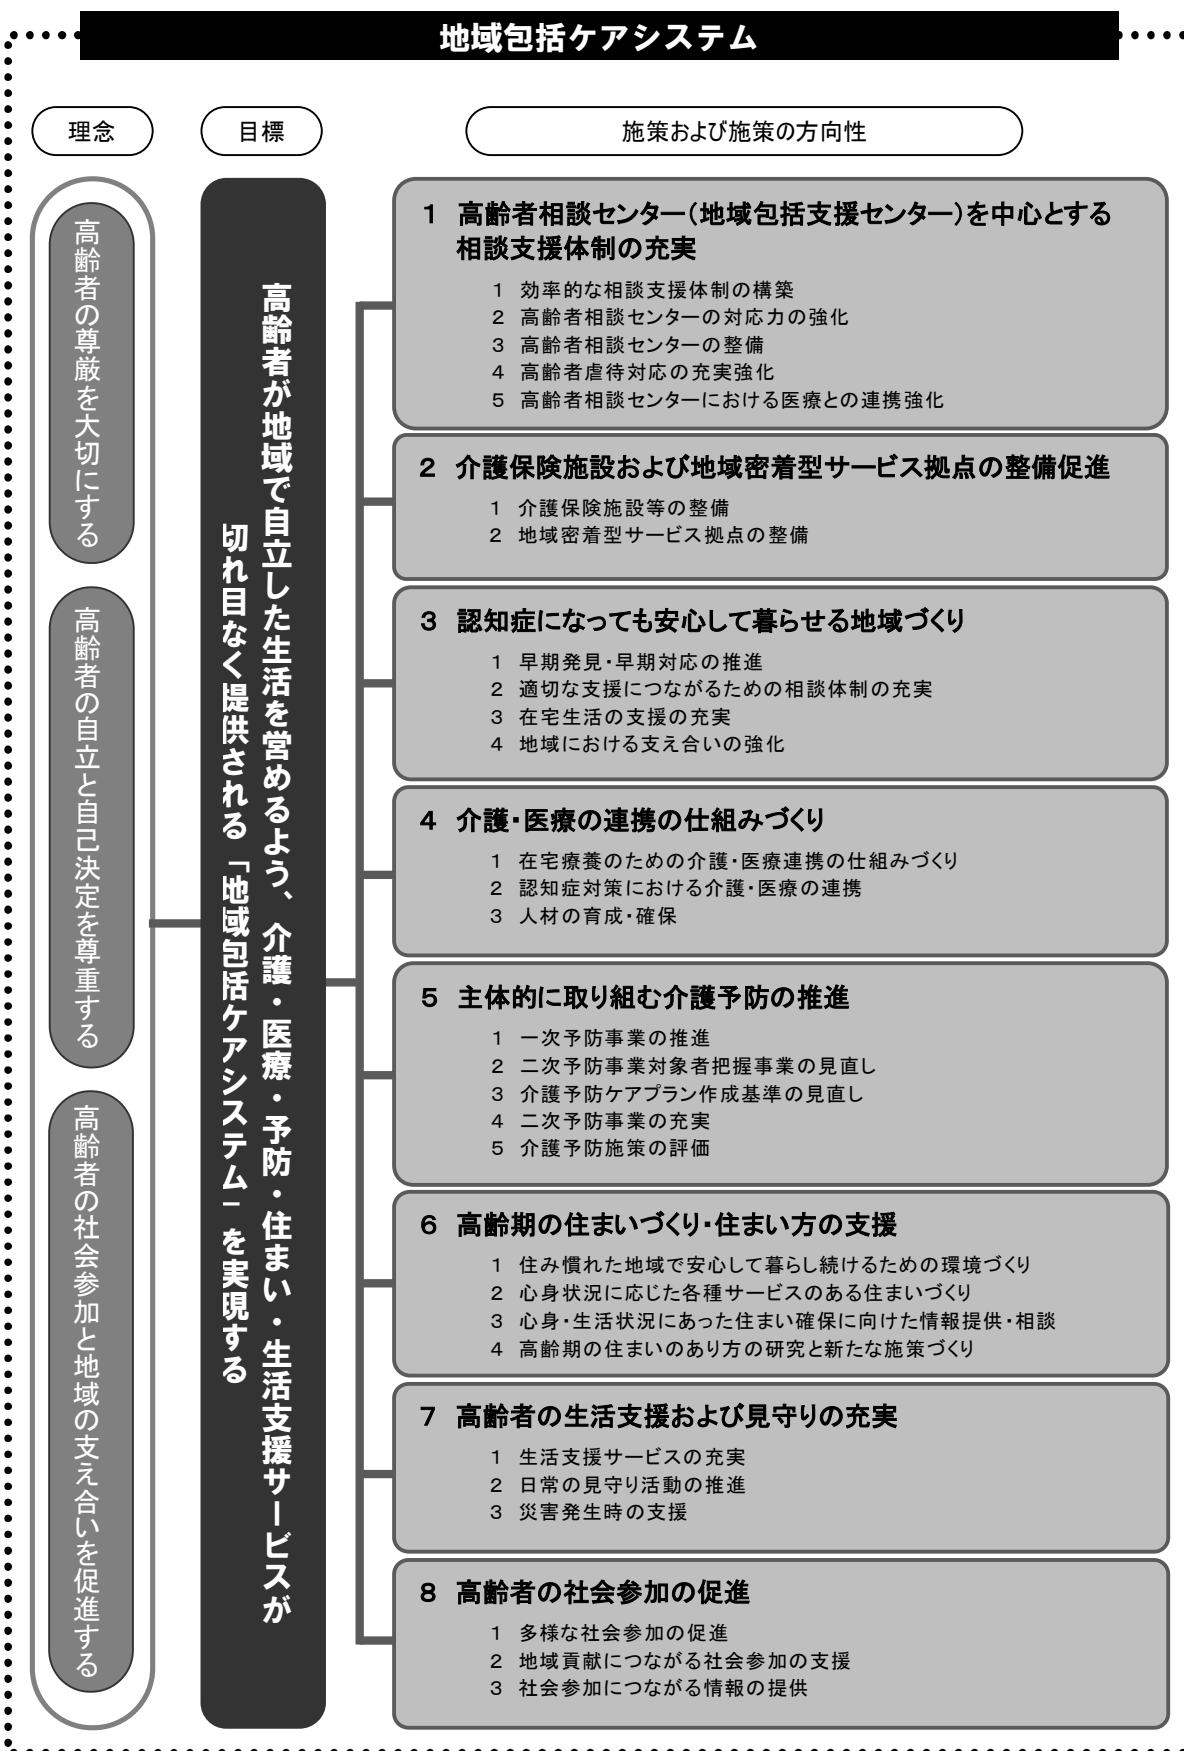 地域包括ケアシステム
理念
目標
施策および施策の方向性
高齢者の尊厳を大切にする
高齢者の自立と自己決定を尊重する
高齢者の社会参加と地域の支え合いを促進する
高齢者が地域で自立した生活を営めるよう、介護・医療・予防・住まい・生活支援サービスが
切れ目なく提供される「地域包括ケアシステム」を実現する
1 高齢者相談センター（地域包括支援センター）を中心とする
相談支援体制の充実
1 効率的な相談支援体制の構築
2 高齢者相談センターの対応力の強化
3 高齢者相談センターの整備
4 高齢者虐待対応の充実強化
5 高齢者相談センターにおける医療との連携強化
2 介護保険施設および地域密着型サービス拠点の整備促進
1 介護保険施設等の整備
2 地域密着型サービス拠点の整備
3 認知症になっても安心して暮らせる地域づくり
1 早期発見・早期対応の推進
2 適切な支援につながるための相談体制の充実
3 在宅生活の支援の充実
4 地域における支え合いの強化
4 介護・医療の連携の仕組みづくり
1 在宅療養のための介護・医療連携の仕組みづくり
2 認知症対策における介護・医療の連携
3 人材の育成・確保
5 主体的に取り組む介護予防の推進
1 一次予防事業の推進
2 二次予防事業対象者把握事業の見直し
3 介護予防ケアプラン作成基準の見直し
4 二次予防事業の充実
5 介護予防施策の評価
6 高齢期の住まいづくり・住まい方の支援
1 住み慣れた地域で安心して暮らし続けるための環境づくり
2 心身状況に応じた各種サービスのある住まいづくり
3 心身・生活状況にあった住まい確保に向けた情報提供・相談
4 高齢期の住まいのあり方の研究と新たな施策づくり
7 高齢者の生活支援および見守りの充実
1 生活支援サービスの充実
2 日常の見守り活動の推進
3 災害発生時の支援
8 高齢者の社会参加の促進
1 多様な社会参加の促進
2 地域貢献につながる社会参加の支援
3 社会参加につながる情報の提供